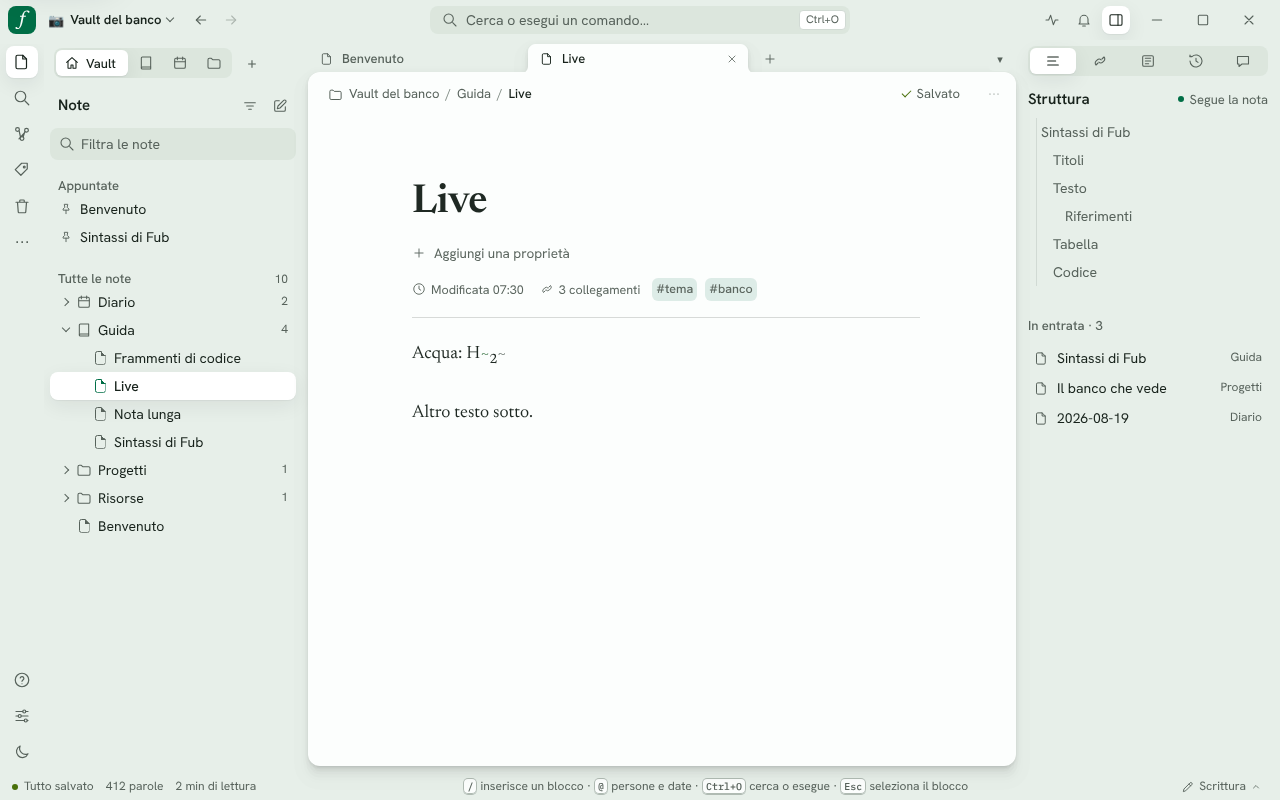 Vault del banco
Cerca o esegui un comando...
Ctrl+O
Vault
Benvenuto
Live
Note
Filtra le note
Appuntate
Benvenuto
Sintassi di Fub
Tutte le note 10
Diario 2
Guida 4
Frammenti di codice
Live
Nota lunga
Sintassi di Fub
Progetti 1
Risorse 1
Benvenuto
Vault del banco / Guida / Live
Salvato
Live
Aggiungi una proprietà
Modificata 07:30 3 collegamenti #tema #banco
Acqua: H~2~
Altro testo sotto.
Struttura
Segue la nota
Sintassi di Fub
Titoli
Testo
Riferimenti
Tabella
Codice
In entrata · 3
Sintassi di Fub Guida
Il banco che vede Progetti
2026-08-19 Diario
Tutto salvato 412 parole 2 min di lettura
/ inserisce un blocco · @ persone e date · Ctrl+O cerca o esegue · Esc seleziona il blocco
Scrittura